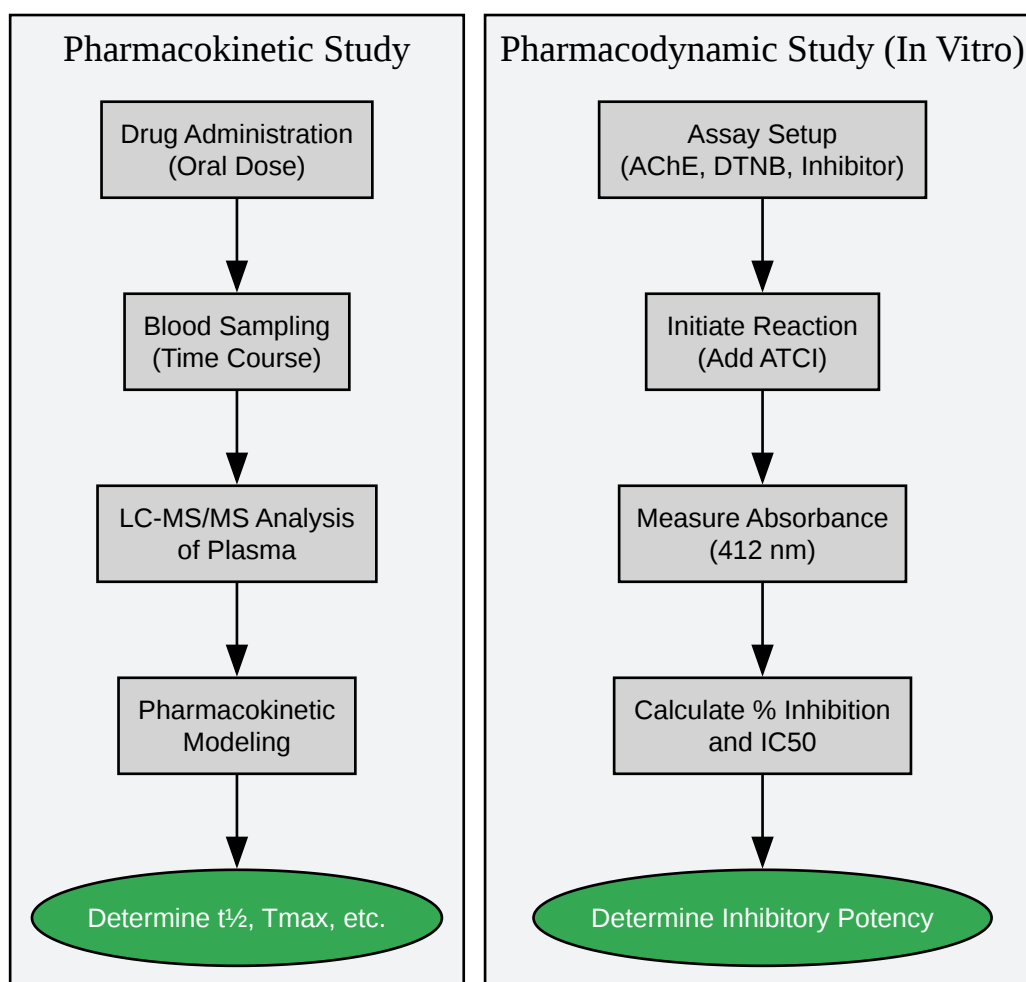 Pharmacokinetic Study
Drug Administration
(Oral Dose)
Blood Sampling
(Time Course)
LC-MS/MS Analysis
of Plasma
Pharmacokinetic
Modeling
Determine t½, Tmax, etc.
Pharmacodynamic Study (In Vitro)
Assay Setup
(AChE, DTNB, Inhibitor)
Initiate Reaction
(Add ATCI)
Measure Absorbance
(412 nm)
Calculate % Inhibition
and IC50
Determine Inhibitory Potency